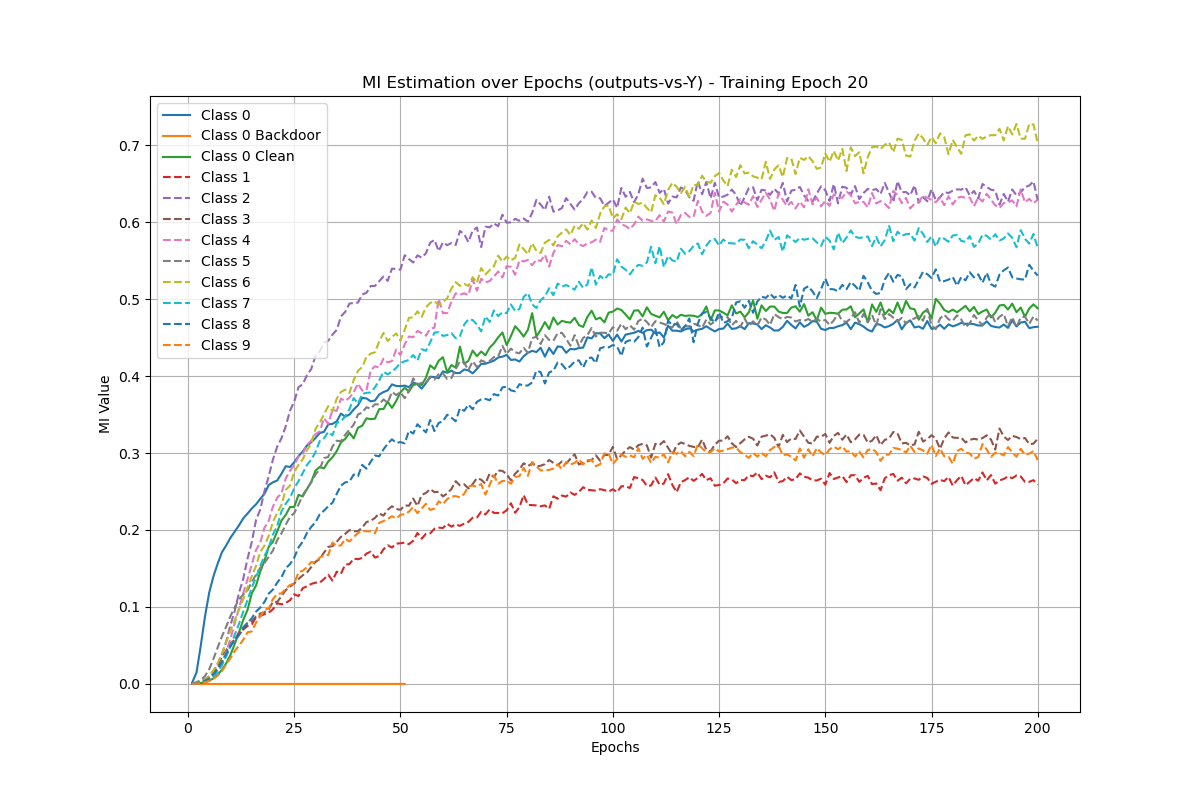 MI Estimation over Epochs (outputs-vs-Y) - Training Epoch 20
Class 0
Class 0 Backdoor
Class 0 Clean
Class 1
Class 2
Class 3
Class 4
Class 5
Class 6
Class 7
Class 8
Class 9
0.7
0.6
0.5
0.4
0.3
0.2
0.1
0.0
MI Value
0 25 50 75 100 125 150 175 200
Epochs